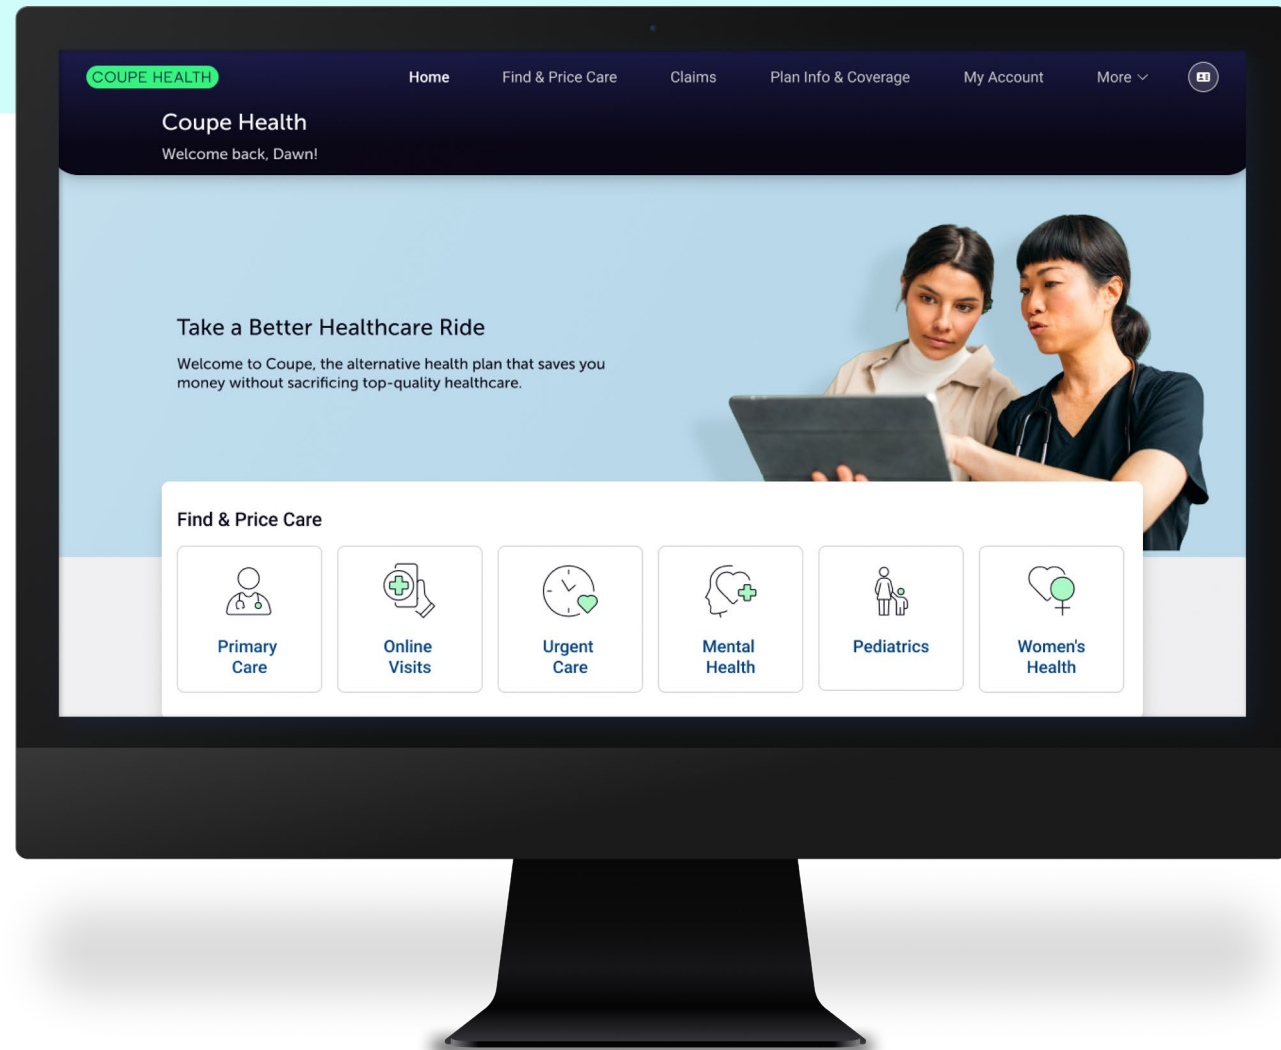 COUPE HEALTH
Home
Find & Price Care
Claims
Plan Info & Coverage
My Account
More
Coupe Health
Welcome back, Dawn!
Take a Better Healthcare Ride
Welcome to Coupe, the alternative health plan that saves you
money without sacrificing top-quality healthcare.
Find & Price Care
Primary
Care
Online
Visits
Urgent
Care
Mental
Health
Pediatrics
Women's
Health